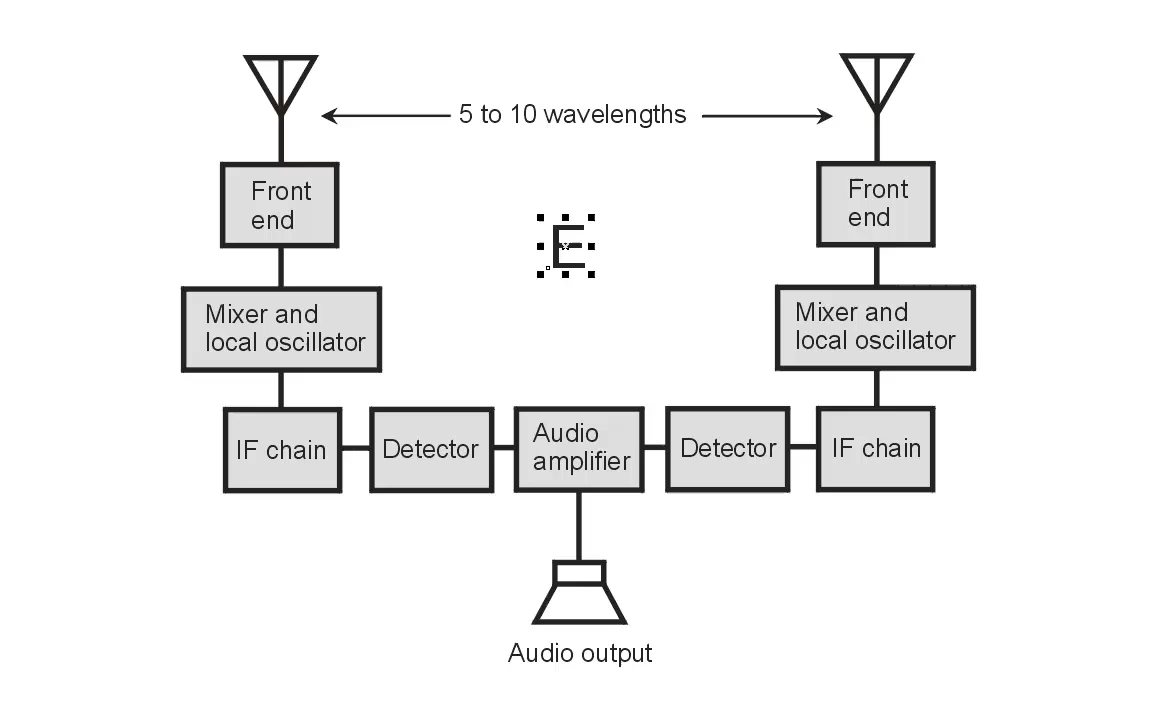 5 to 10 wavelengths
Front
end
Front
end
E
Mixer and
local oscillator
Mixer and
local oscillator
IF chain
Detector
Audio
amplifier
Detector
IF chain
Audio output